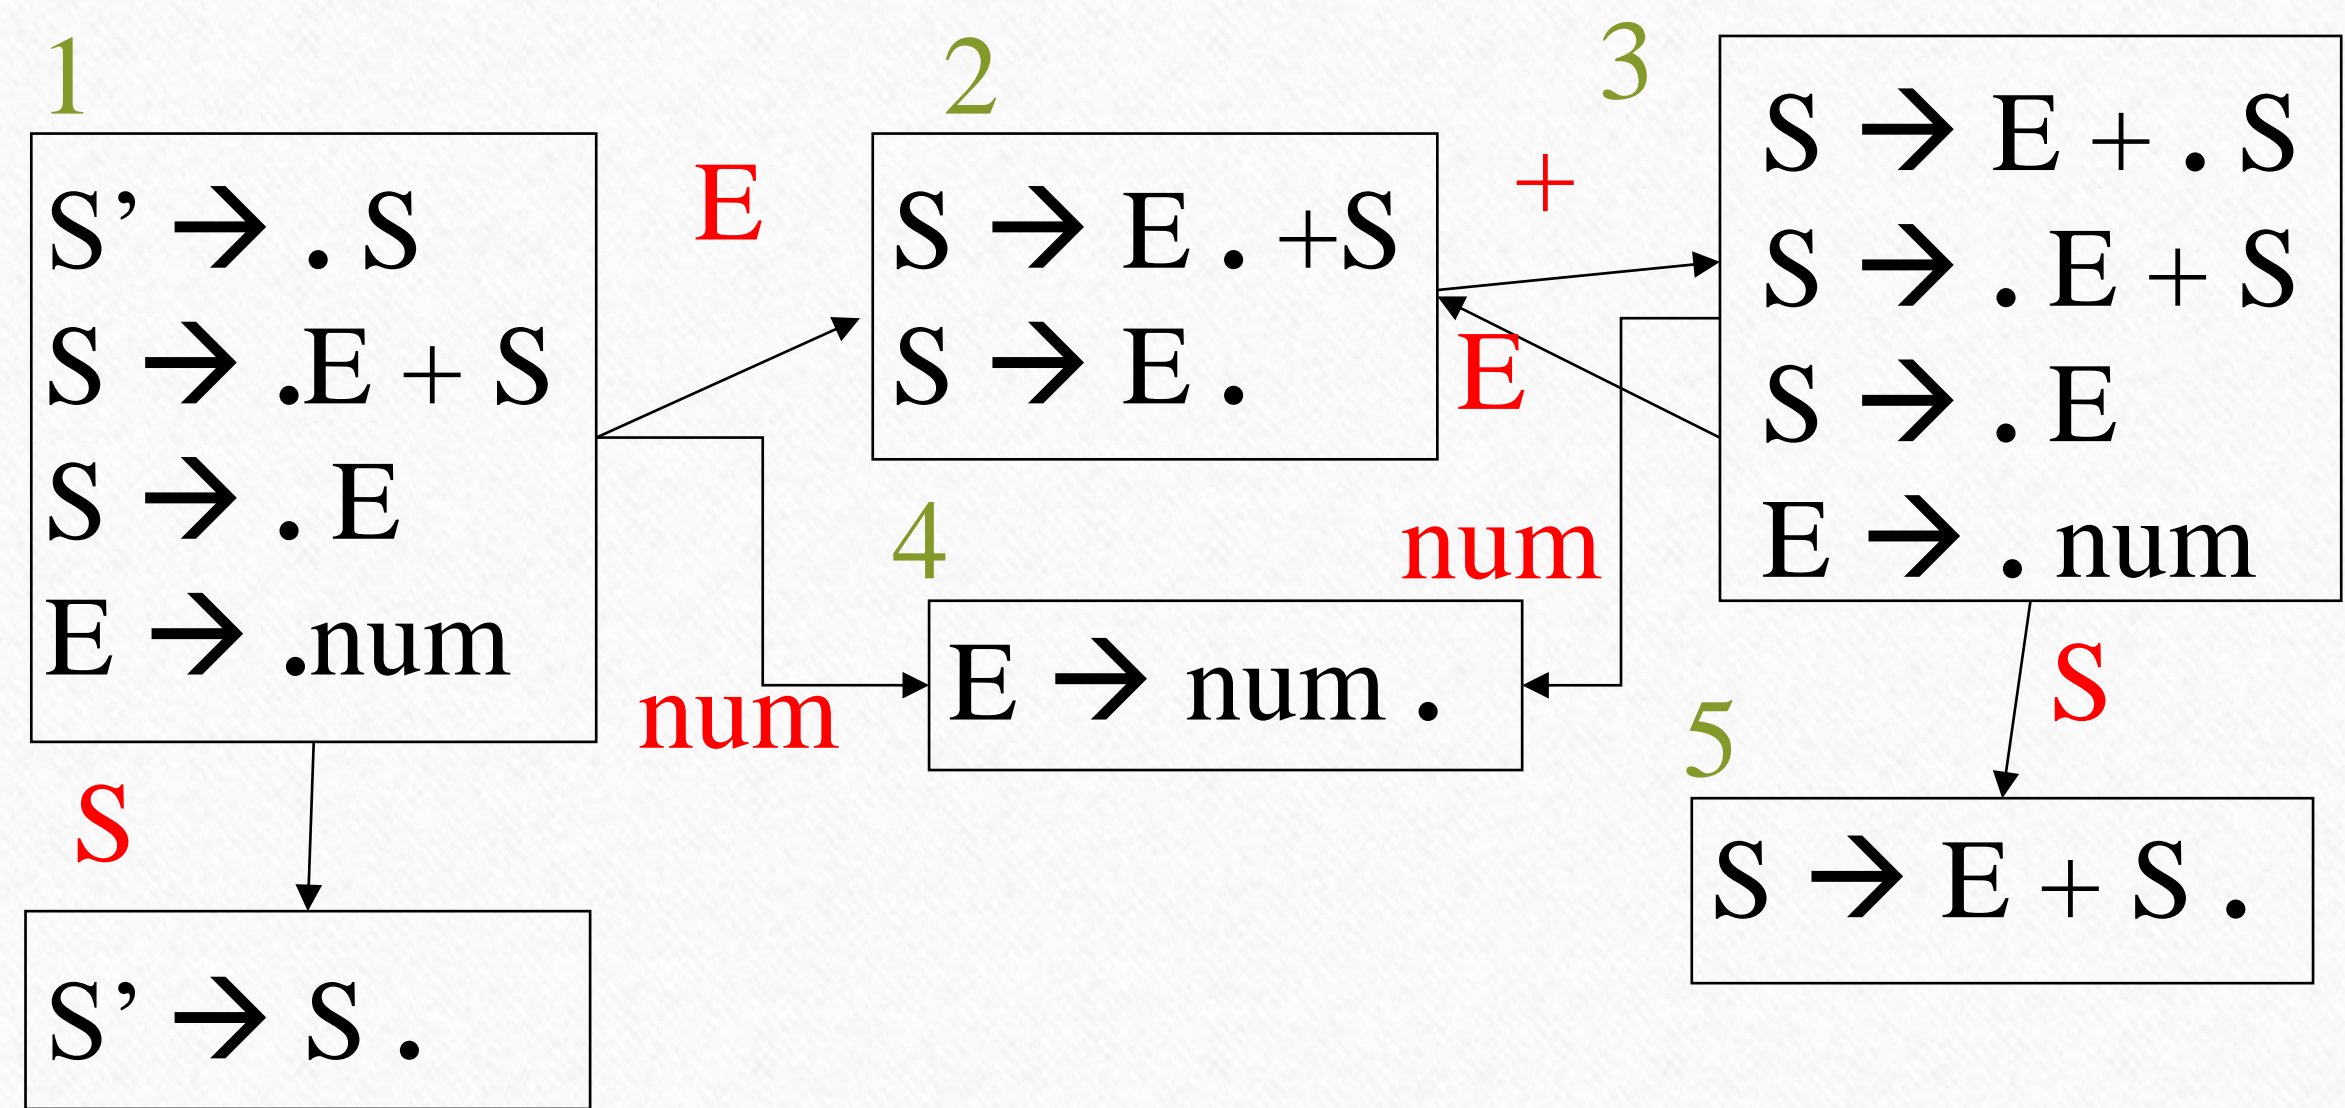 1
S’ → . S
S → .E + S
S → . E
E → .num
E
2
S → E . +S
S → E .
+
3
S → E + . S
S → . E + S
S → . E
E → . num
E
num
num
4
E → num .
S
S’ → S .
S
5
S → E + S .